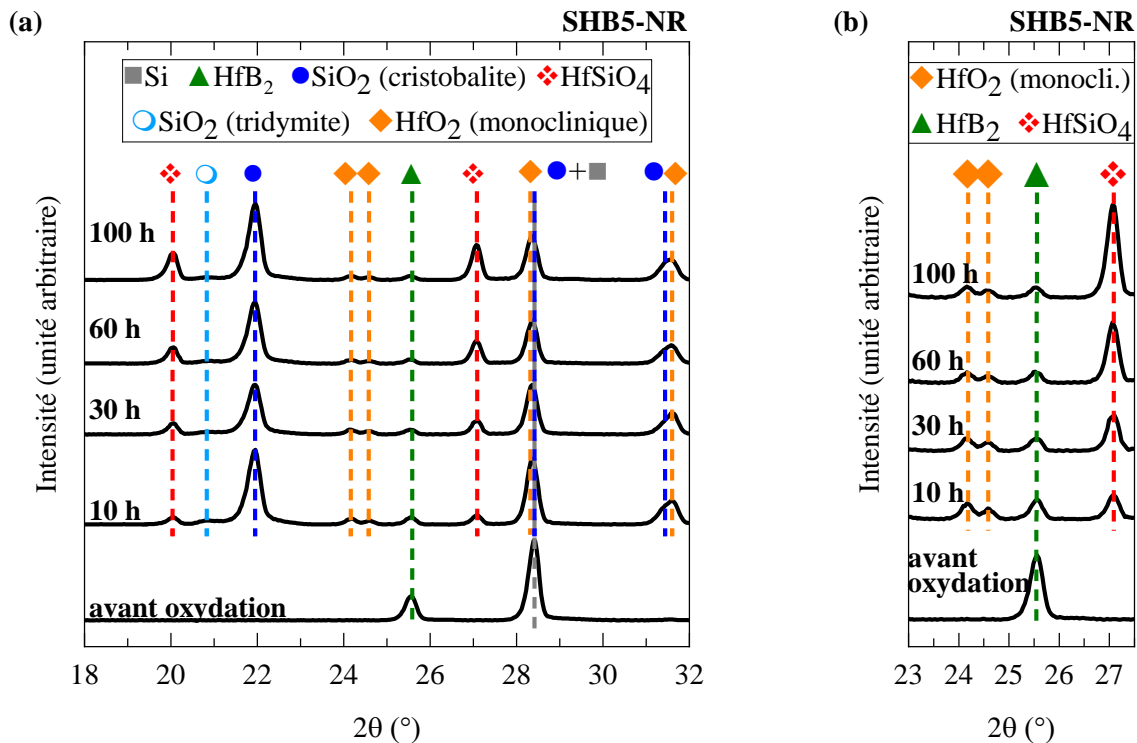 (a)
SHB5-NR
Si HfB₂ SiO₂ (cristobalite) HfSiO₄
SiO₂ (tridymite) HfO₂ (monoclinique)
+
100 h
60 h
30 h
10 h
avant oxydation
Intensité (unité arbitraire)
18 20 22 24 26 28 30 32
2θ (°)
(b)
SHB5-NR
HfO₂ (monocli.)
HfB₂ HfSiO₄
100 h
60 h
30 h
10 h
avant
oxydation
Intensité (unité arbitraire)
23 24 25 26 27
2θ (°)